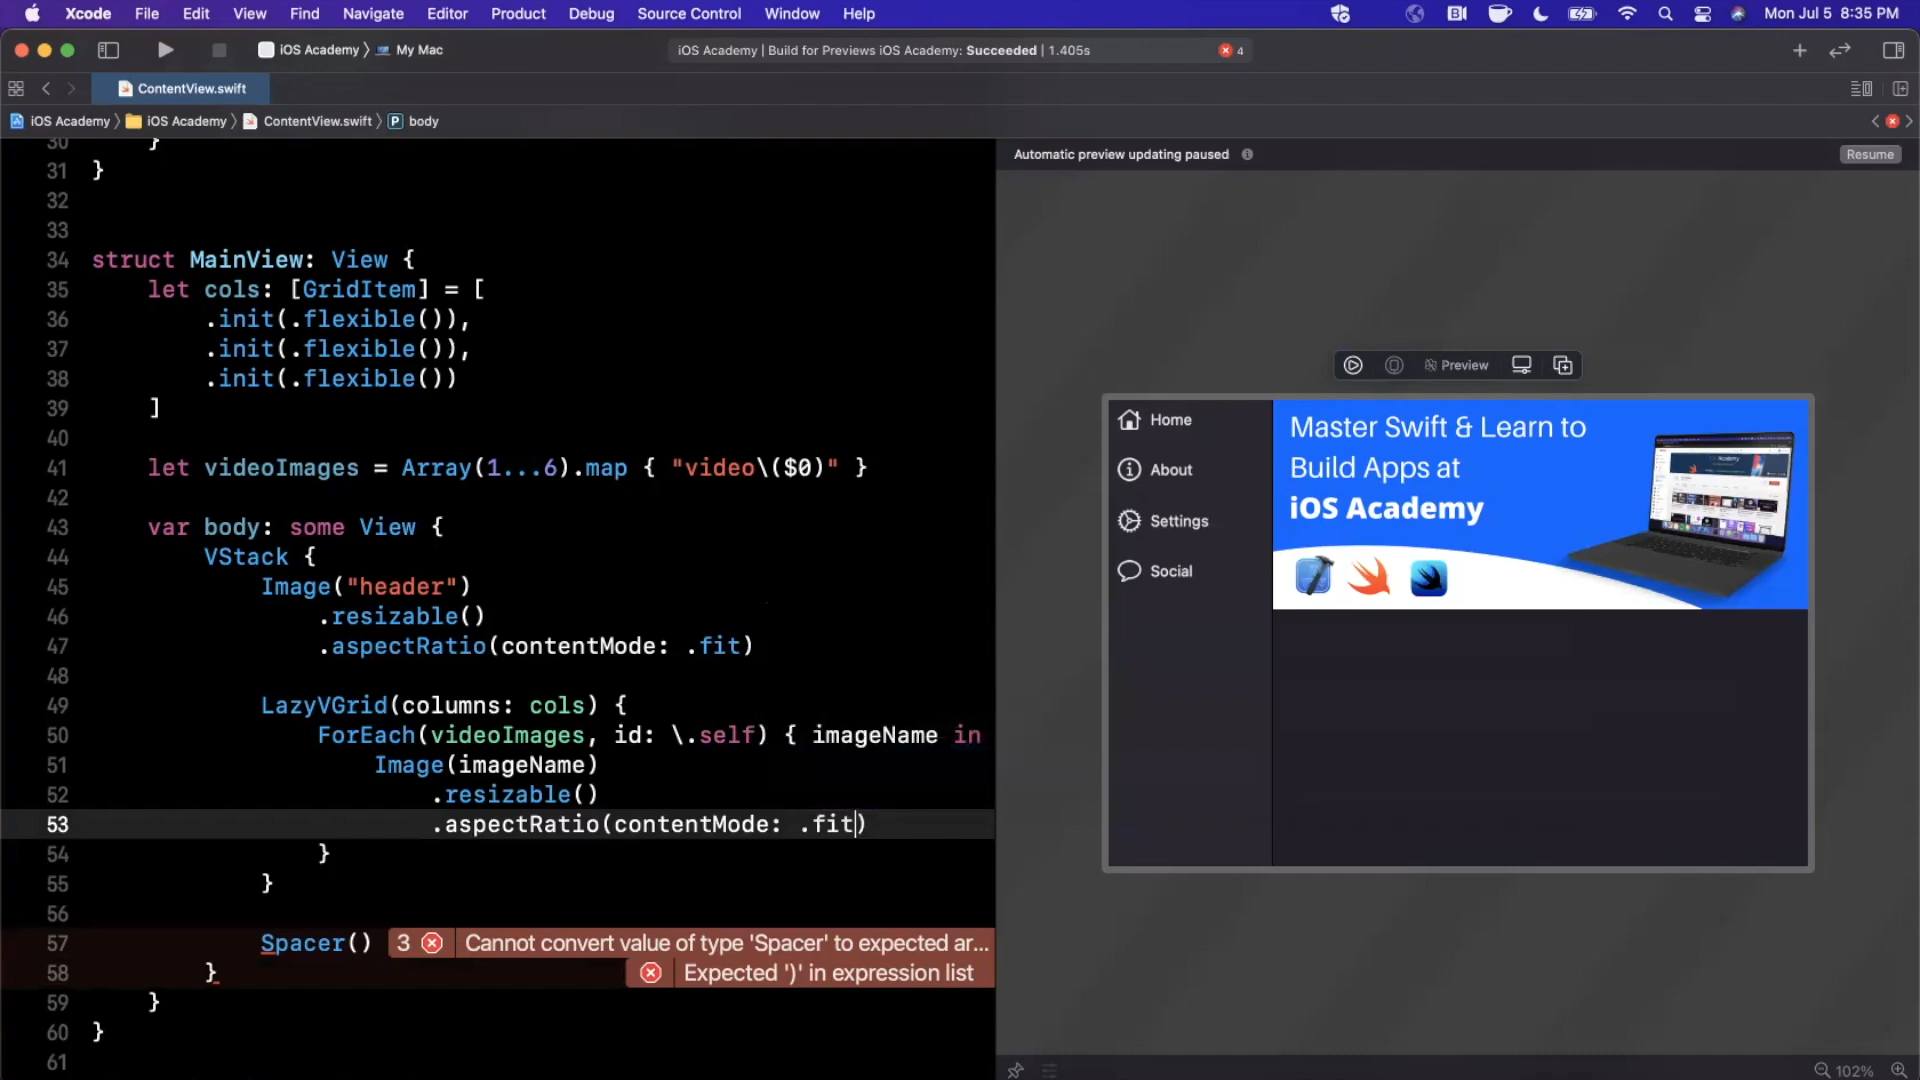 Xcode File Edit View Find Navigate Editor Product Debug Source Control Window Help Mon Jul 5 8:35 PM
iOS Academy My Mac iOS Academy | Build for Previews iOS Academy: Succeeded | 1.405s 4
ContentView.swift
iOS Academy iOS Academy ContentView.swift P body
Automatic preview updating paused Resume
30 }
31 }
32
33
34 struct MainView: View {
35 let cols: [GridItem] = [
36 .init(.flexible()),
37 .init(.flexible()),
38 .init(.flexible())
39 ]
40
41 let videoImages = Array(1...6).map { "video\($0)" }
42
43 var body: some View {
44 VStack {
45 Image("header")
46 .resizable()
47 .aspectRatio(contentMode: .fit)
48
49 LazyVGrid(columns: cols) {
50 ForEach(videoImages, id: \.self) { imageName in
51 Image(imageName)
52 .resizable()
53 .aspectRatio(contentMode: .fit)
54 }
55 }
56
57 Spacer() 3 Cannot convert value of type 'Spacer' to expected ar...
58 } Expected ')' in expression list
59 }
60 }
61
Preview
Home
About
Settings
Social
Master Swift & Learn to
Build Apps at
iOS Academy
102%